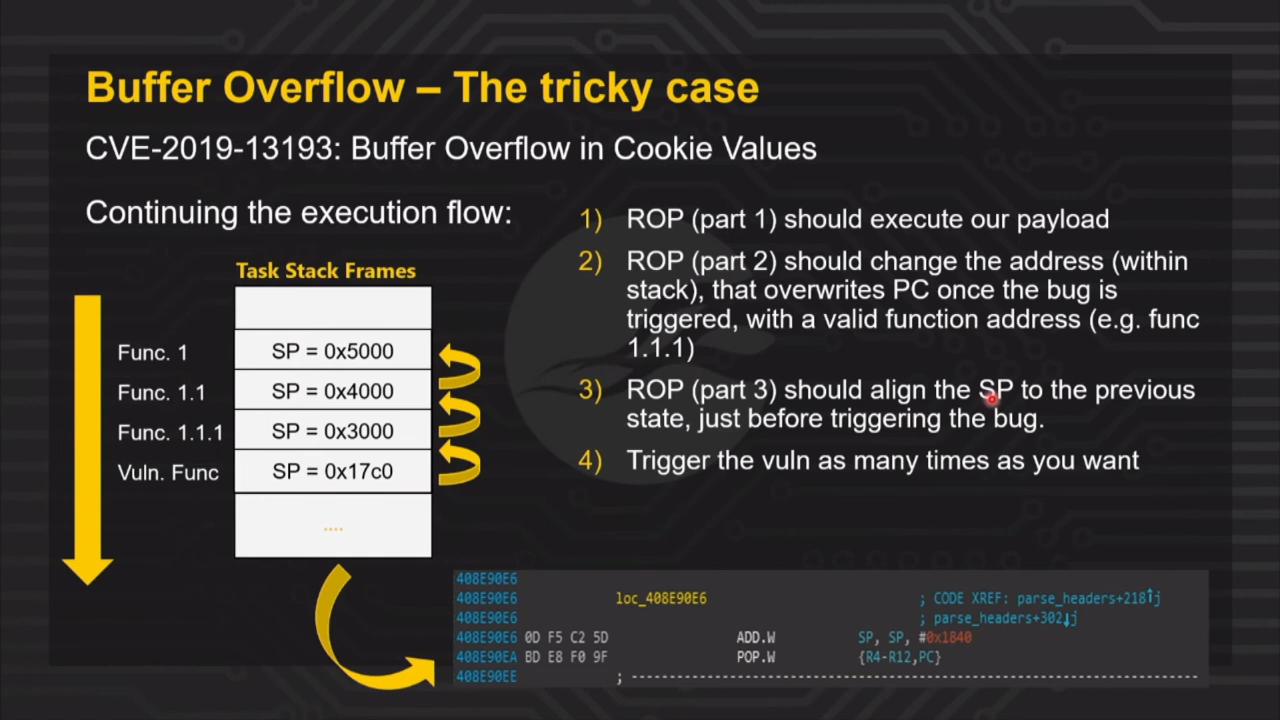 Buffer Overflow – The tricky case
CVE-2019-13193: Buffer Overflow in Cookie Values
Continuing the execution flow:
Task Stack Frames
Func. 1 SP = 0x5000
Func. 1.1 SP = 0x4000
Func. 1.1.1 SP = 0x3000
Vuln. Func SP = 0x17c0
....
1) ROP (part 1) should execute our payload
2) ROP (part 2) should change the address (within
stack), that overwrites PC once the bug is
triggered, with a valid function address (e.g. func
1.1.1)
3) ROP (part 3) should align the SP to the previous
state, just before triggering the bug.
4) Trigger the vuln as many times as you want
408E90E6
408E90E6 loc_408E90E6 ; CODE XREF: parse_headers+218↑j
408E90E6 ; parse_headers+302↓j
408E90E6 0D F5 C2 5D ADD.W SP, SP, #0x1840
408E90EA BD E8 F0 9F POP.W {R4-R12,PC}
408E90EE ; ---------------------------------------------------------------------------